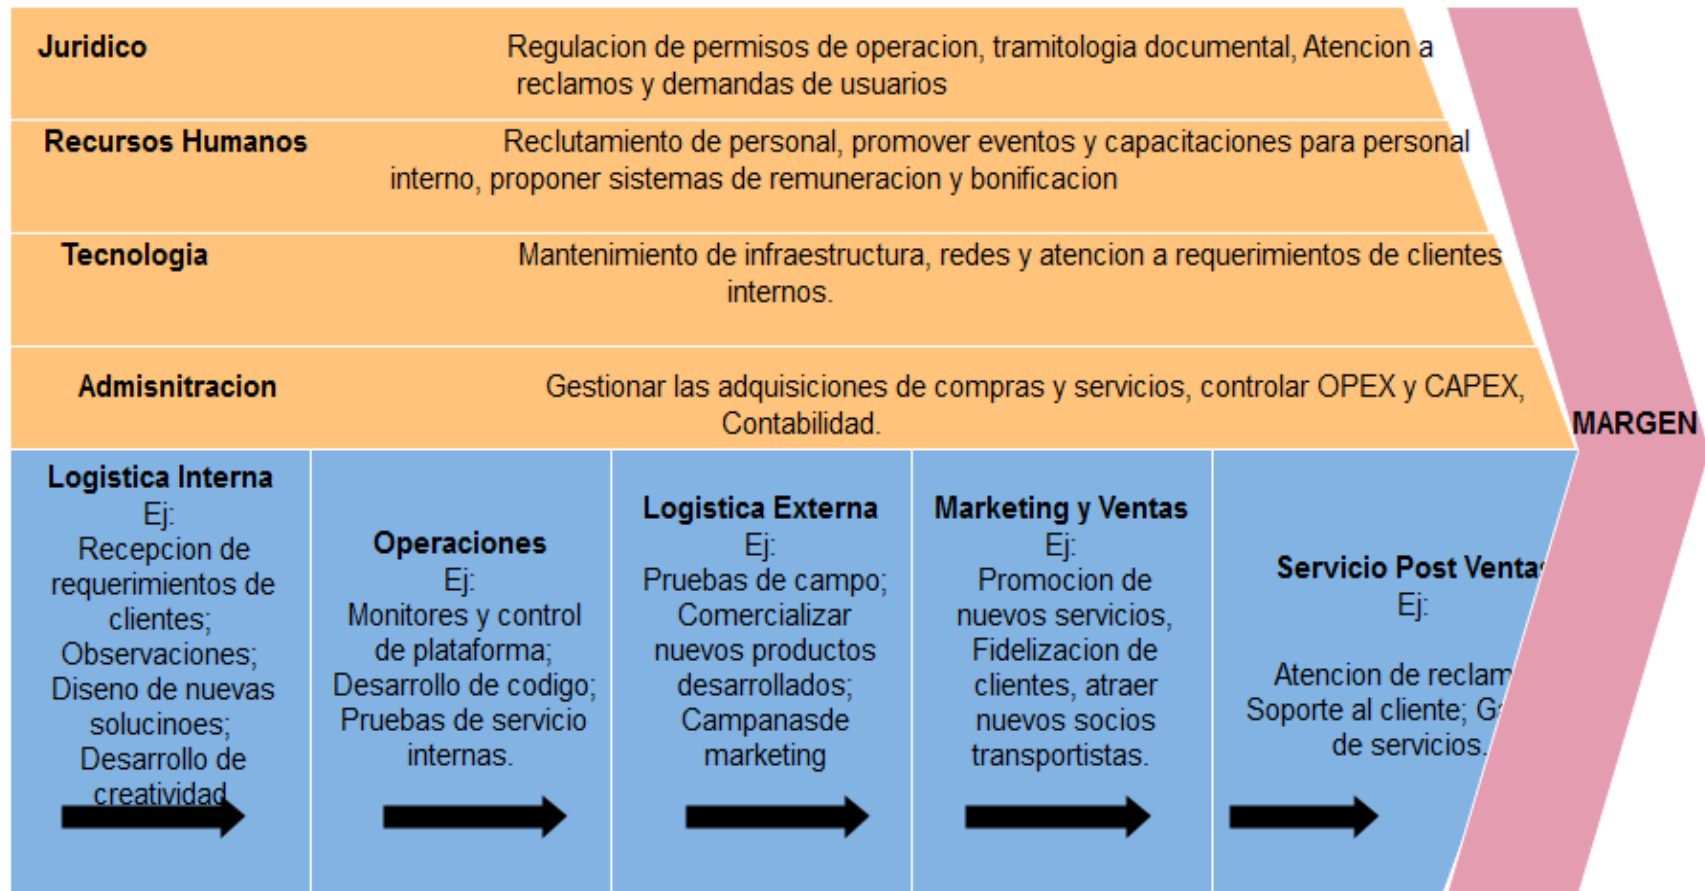 Juridico Regulacion de permisos de operacion, tramitologia documental, Atencion a
reclamos y demandas de usuarios
Recursos Humanos Reclutamiento de personal, promover eventos y capacitaciones para personal
interno, proponer sistemas de remuneracion y bonificacion
Tecnologia Mantenimiento de infraestructura, redes y atencion a requerimientos de clientes
internos.
Admisnitracion Gestionar las adquisiciones de compras y servicios, controlar OPEX y CAPEX,
Contabilidad.
MARGEN
Logistica Interna
Ej:
Recepcion de
requerimientos de
clientes;
Observaciones;
Diseno de nuevas
solucinoes;
Desarrollo de
creatividad
Operaciones
Ej:
Monitores y control
de plataforma;
Desarrollo de codigo;
Pruebas de servicio
internas.
Logistica Externa
Ej:
Pruebas de campo;
Comercializar
nuevos productos
desarrollados;
Campanasde
marketing
Marketing y Ventas
Ej:
Promocion de
nuevos servicios,
Fidelizacion de
clientes, atraer
nuevos socios
transportistas.
Servicio Post Ventas
Ej:
Atencion de
Soporte al cliente;
de servicios.